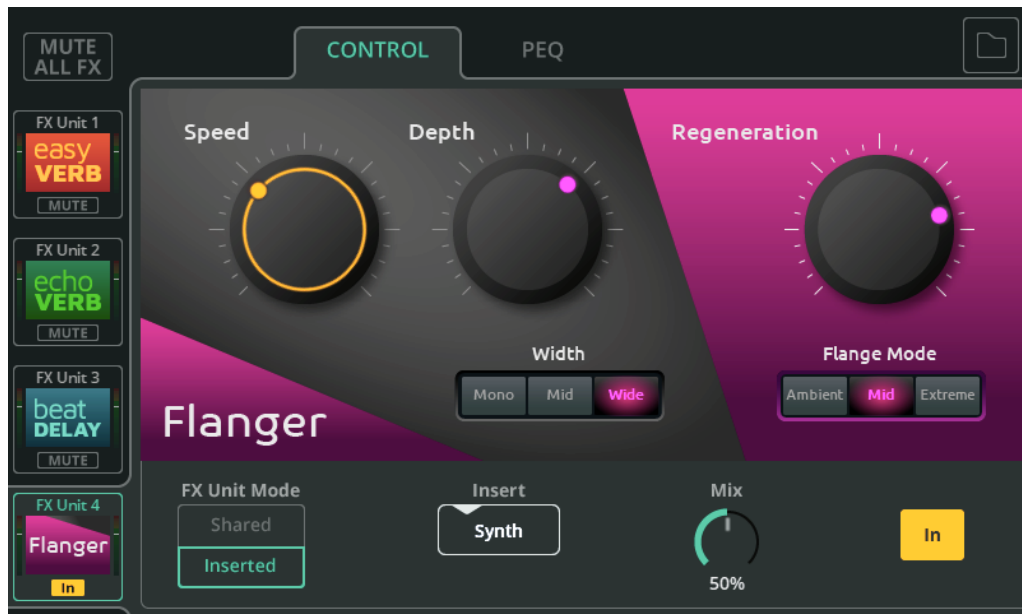 MUTE
ALL FX
CONTROL
PEQ
FX Unit 1
easy
VERB
MUTE
FX Unit 2
echo
VERB
MUTE
FX Unit 3
beat
DELAY
MUTE
FX Unit 4
Flanger
In
Speed
Depth
Regeneration
Width
Mono
Mid
Wide
Flange Mode
Ambient
Mid
Extreme
Flanger
FX Unit Mode
Shared
Inserted
Insert
Synth
Mix
50%
In